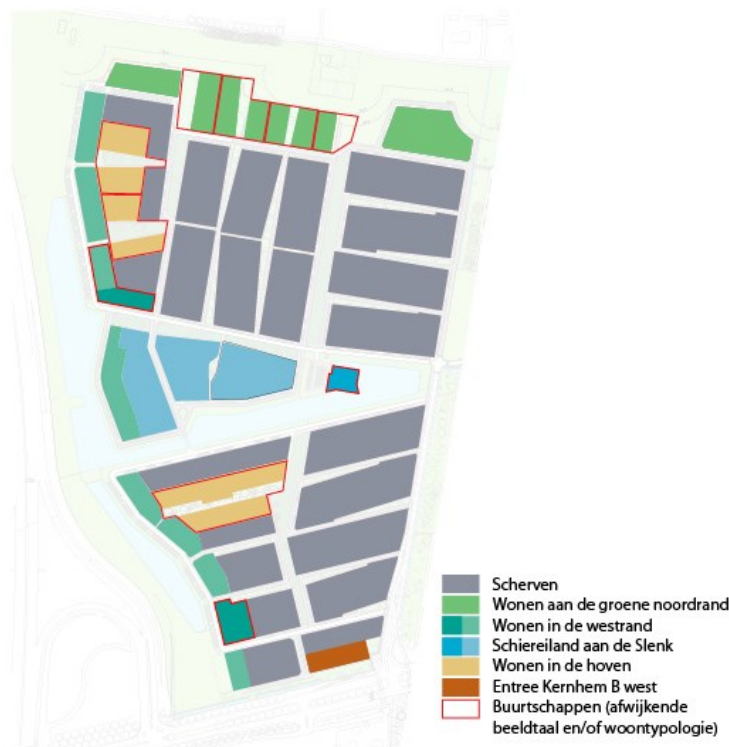 Scherven
Wonen aan de groene noordrand
Wonen in de westrand
Schiereiland aan de Slenk
Wonen in de hoven
Entree Kernhem B west
Buurtschappen (afwijkende
beeldtaal en/of woontypologie)